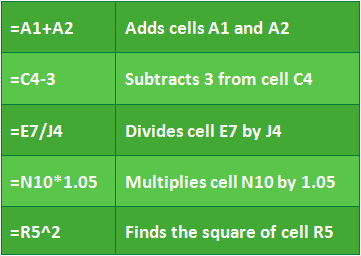 =A1+A2 Adds cells A1 and A2
=C4-3 Subtracts 3 from cell C4
=E7/J4 Divides cell E7 by J4
=N10*1.05 Multiplies cell N10 by 1.05
=R5^2 Finds the square of cell R5